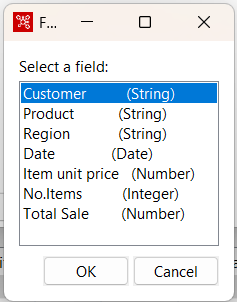 F...
Select a field:
Customer (String)
Product (String)
Region (String)
Date (Date)
Item unit price (Number)
No.Items (Integer)
Total Sale (Number)
OK Cancel